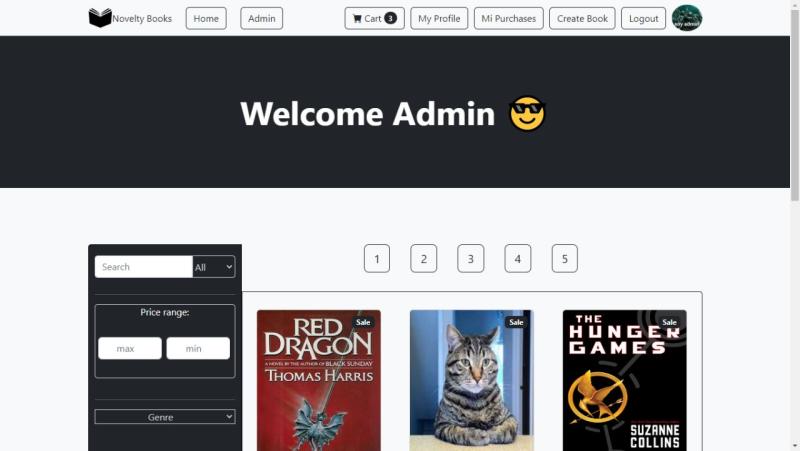 Novelty Books Home Admin Cart 3 My Profile Mi Purchases Create Book Logout
Welcome Admin
1 2 3 4 5
Search All
Price range:
max min
Genre
Sale
RED
DRAGON
A NOVEL BY THE AUTHOR OF BLACK SUNDAY
THOMAS HARRIS
Sale
Sale
THE
HUNGER
GAMES
SUZANNE
COLLINS